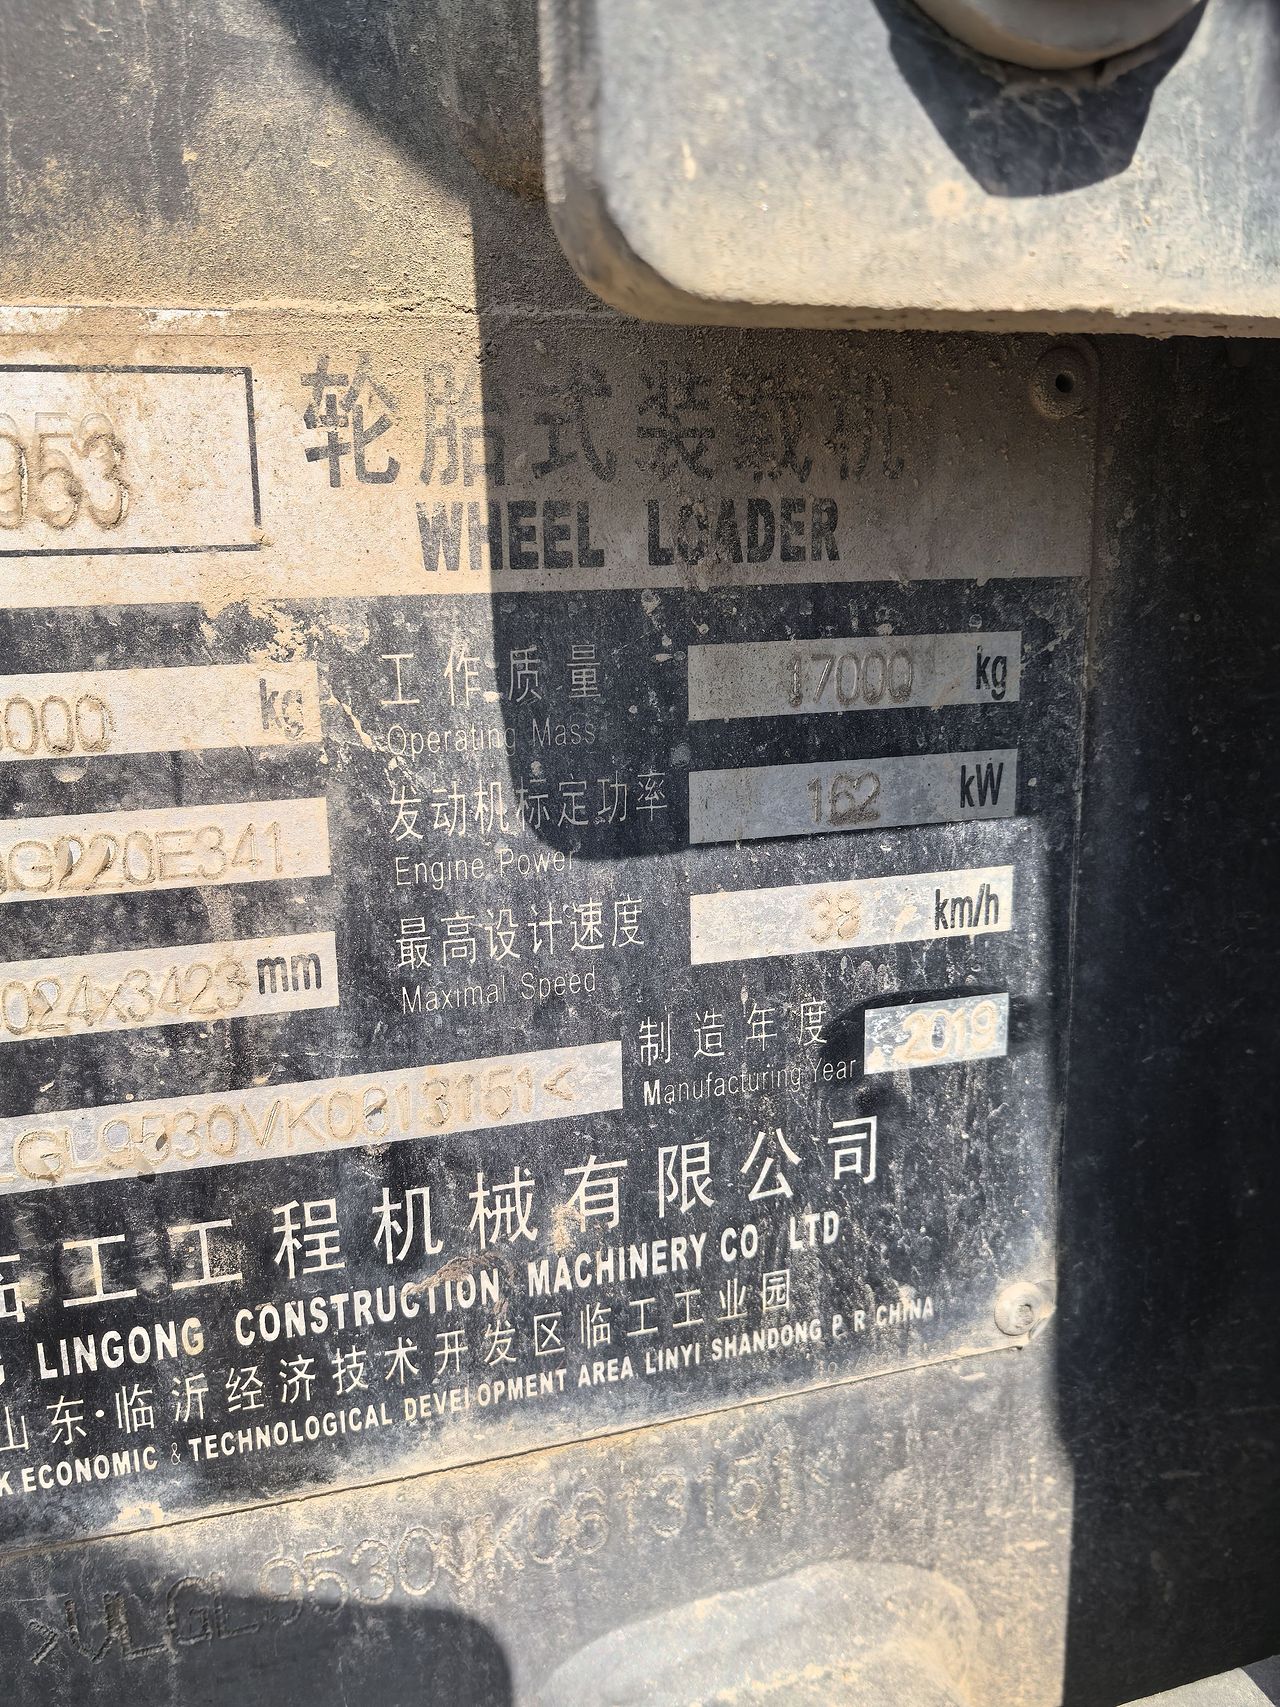 953
轮胎式装载机
WHEEL LOADER
000 kg
工作质量
Operating Mass
17000 kg
G220E341
发动机标定功率
Engine Power
162 kW
024x3423 mm
最高设计速度
Maximal Speed
38 km/h
制造年度
Manufacturing Year
2019
LGL9530VK0613151<
临工工程机械有限公司
LINGONG CONSTRUCTION MACHINERY CO LTD
山东·临沂经济技术开发区临工工业园
ECONOMIC & TECHNOLOGICAL DEVELOPMENT AREA LINYI SHANDONG P R CHINA
>VLGL9530VK0613151<